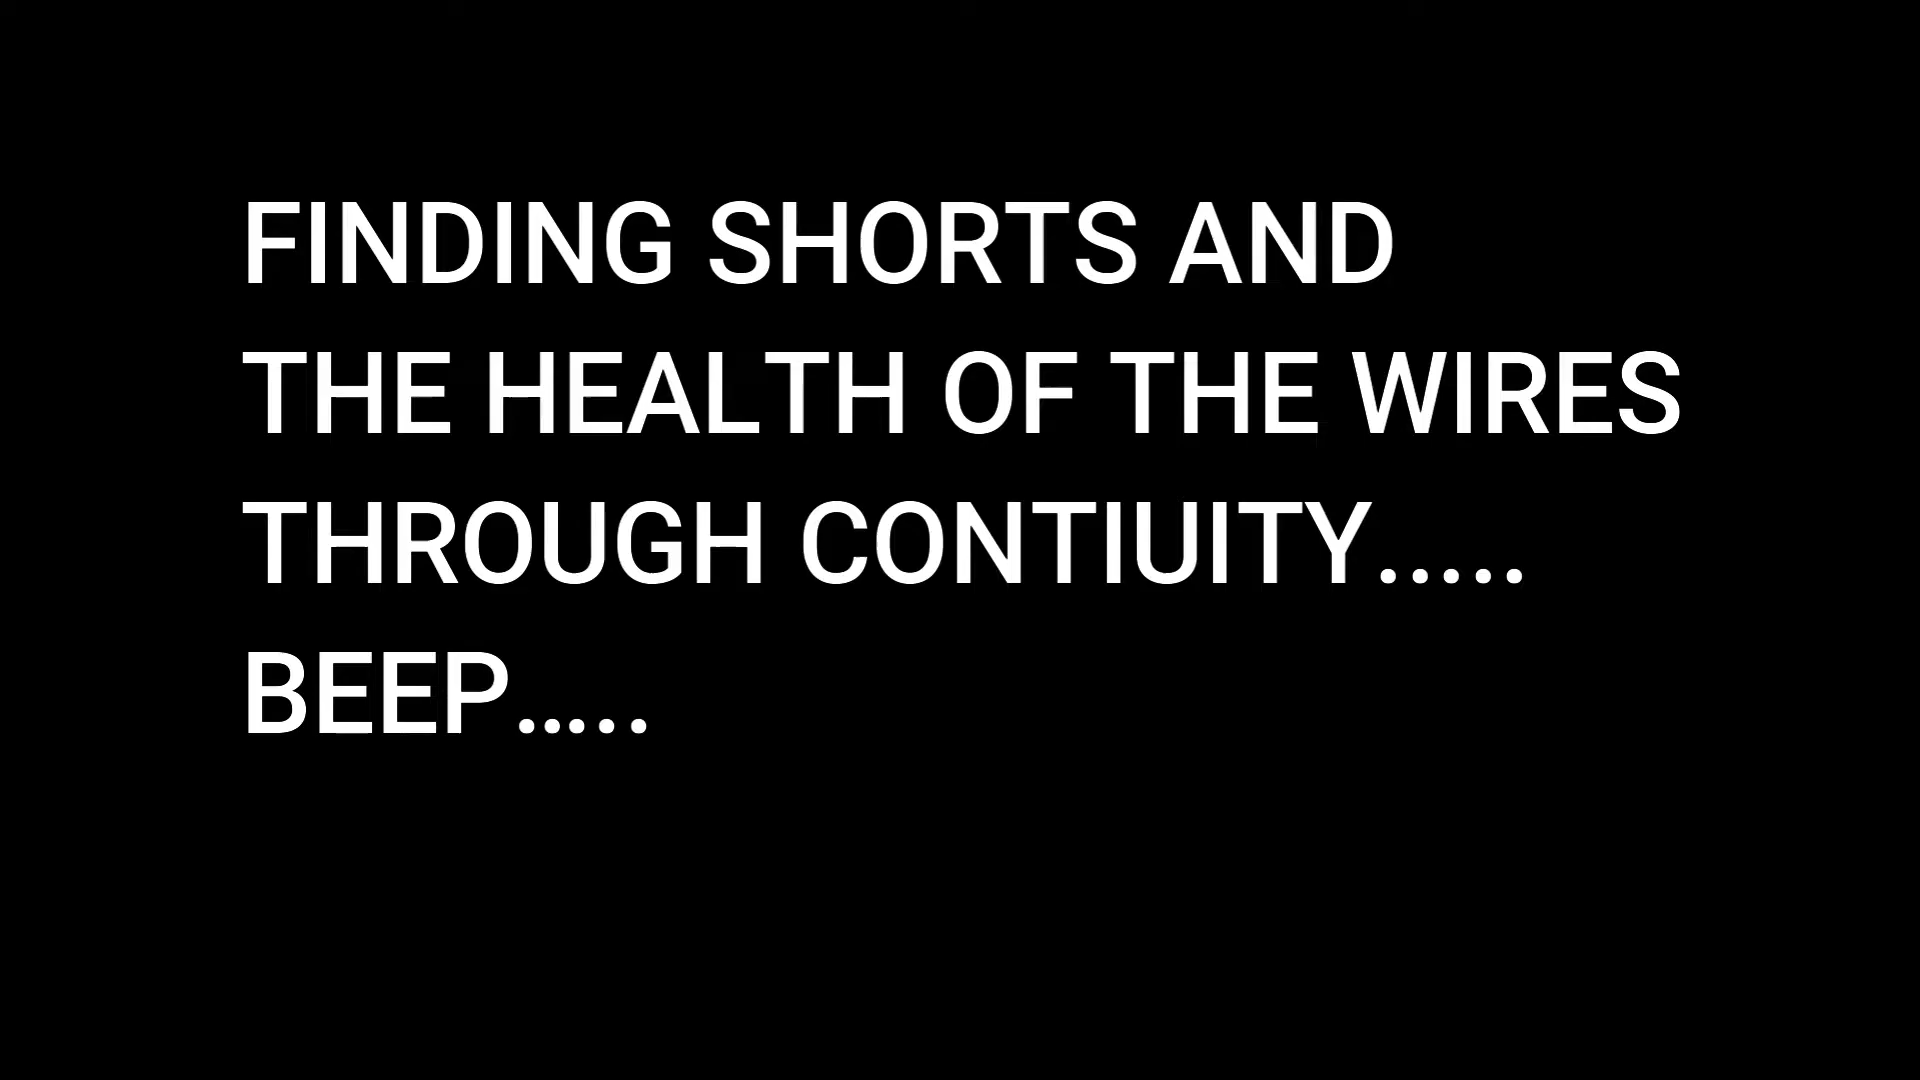 FINDING SHORTS AND
THE HEALTH OF THE WIRES
THROUGH CONTIUITY.....
BEEP.....